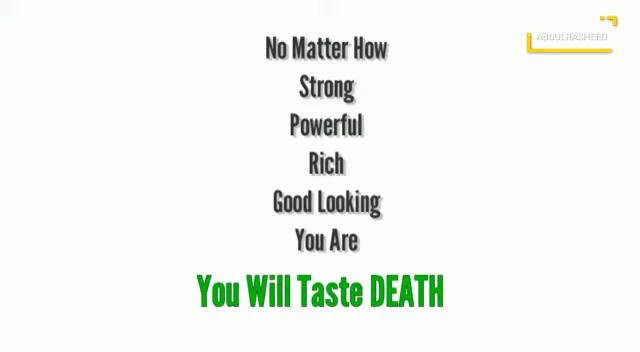 No Matter How
ABDULRASHEED
Strong
Powerful
Rich
Good Looking
You Are
You Will Taste DEATH